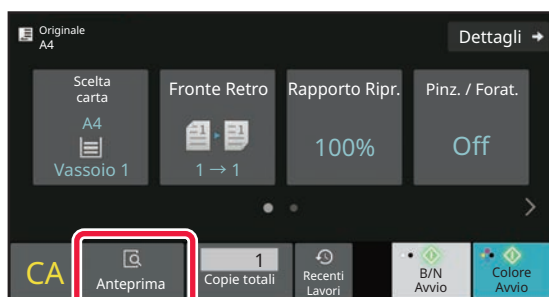 Originale
A4
Dettagli
Scelta
carta
A4
Vassoio 1
Fronte Retro
1 → 1
Rapporto Ripr.
100%
Pinz. / Forat.
Off
CA
Anteprima
1
Copie totali
Recenti
Lavori
B/N
Avvio
Colore
Avvio